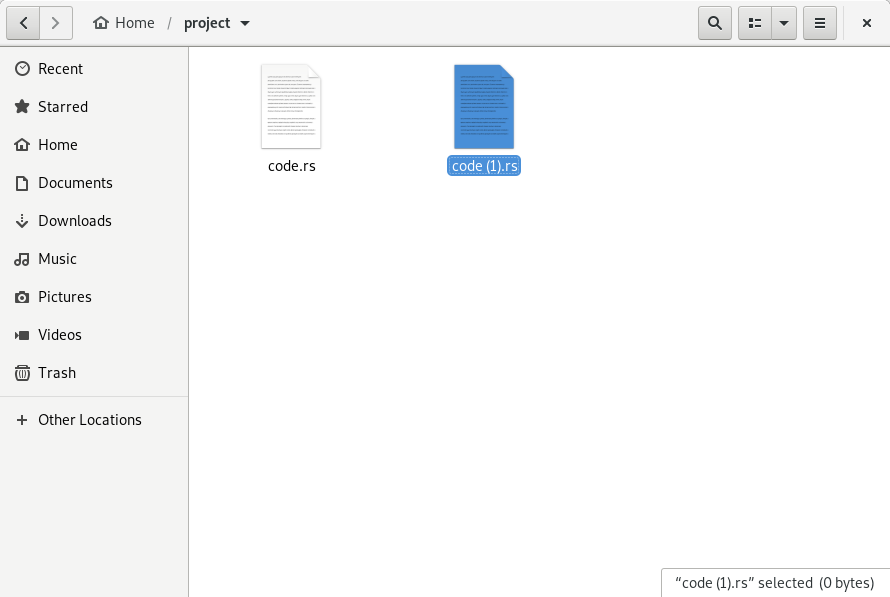 Home / project
Recent
Starred
Home
Documents
Downloads
Music
Pictures
Videos
Trash
Other Locations
code.rs
code (1).rs
“code (1).rs” selected (0 bytes)